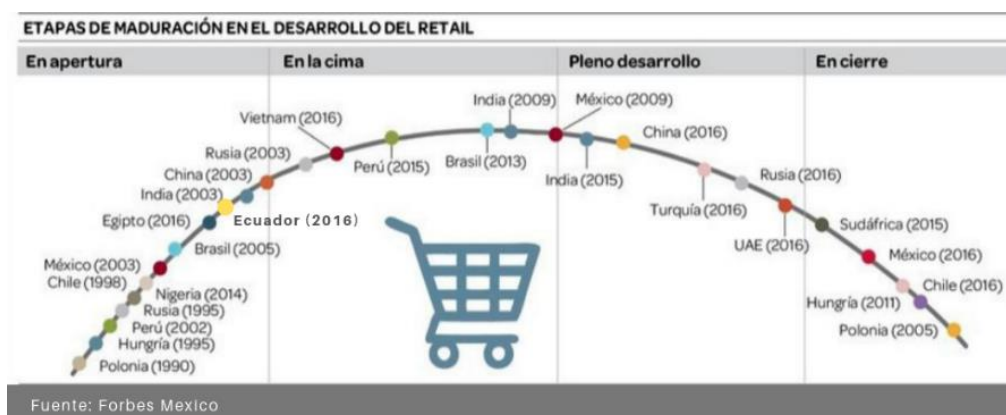 ETAPAS DE MADURACIÓN EN EL DESARROLLO DEL RETAIL
En apertura
En la cima
Pleno desarrollo
En cierre
India (2009)
México (2009)
Vietnam (2016)
China (2016)
Rusia (2003)
Perú (2015)
Brasil (2013)
China (2003)
India (2015)
Rusia (2016)
India (2003)
Turquía (2016)
Egipto (2016)
Ecuador (2016)
Sudáfrica (2015)
UAE (2016)
Brasil (2005)
México (2016)
México (2003)
Chile (1998)
Chile (2016)
Nigeria (2014)
Hungría (2011)
Rusia (1995)
Perú (2002)
Polonia (2005)
Hungría (1995)
Polonia (1990)
Fuente: Forbes Mexico